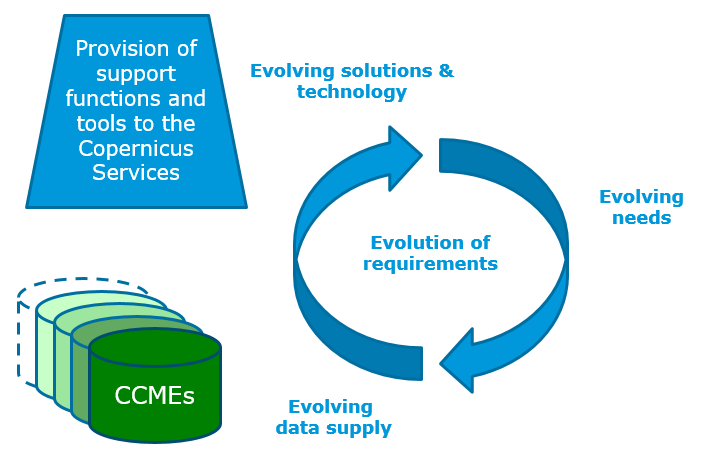 Provision of
support
functions and
tools to the
Copernicus
Services
Evolving solutions &
technology
Evolving
needs
Evolution of
requirements
CCMEs
Evolving
data supply